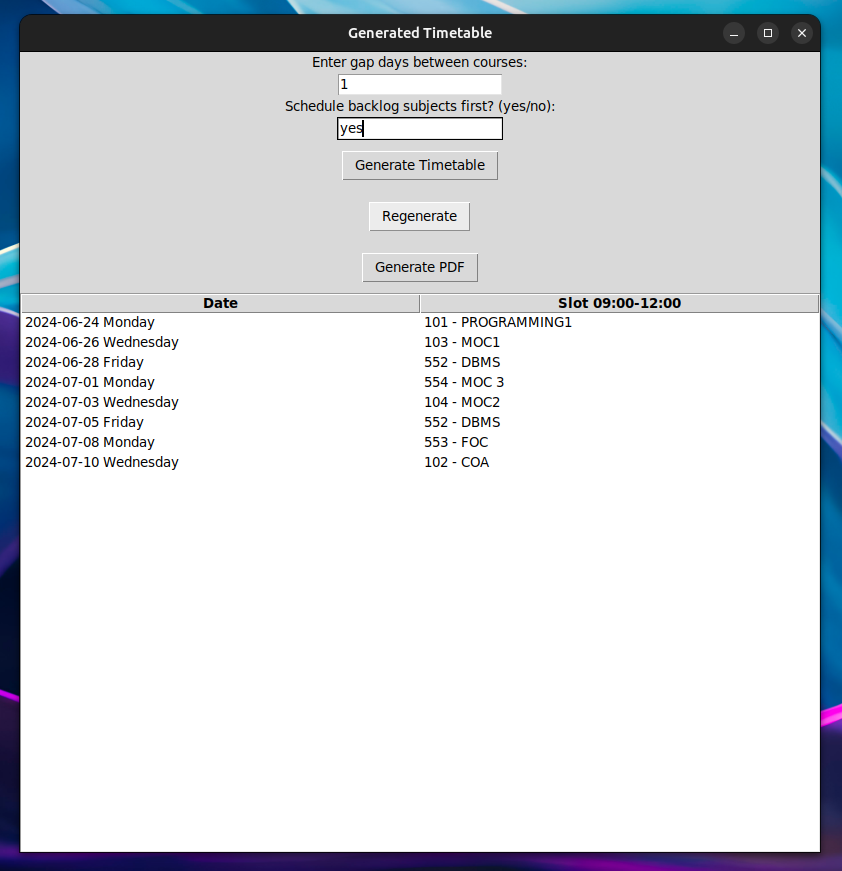 Generated Timetable
Enter gap days between courses:
1
Schedule backlog subjects first? (yes/no):
yes
Generate Timetable
Regenerate
Generate PDF
Date Slot 09:00-12:00
2024-06-24 Monday 101 - PROGRAMMING1
2024-06-26 Wednesday 103 - MOC1
2024-06-28 Friday 552 - DBMS
2024-07-01 Monday 554 - MOC 3
2024-07-03 Wednesday 104 - MOC2
2024-07-05 Friday 552 - DBMS
2024-07-08 Monday 553 - FOC
2024-07-10 Wednesday 102 - COA